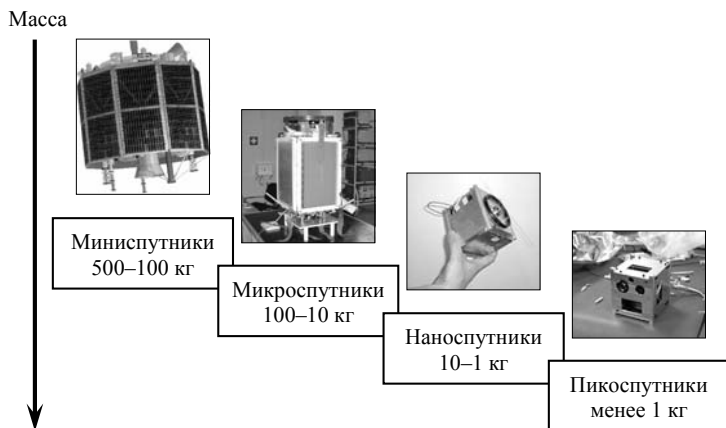 Масса
Миниспутники
500–100 кг
Микроспутники
100–10 кг
Наноспутники
10–1 кг
Пикоспутники
менее 1 кг